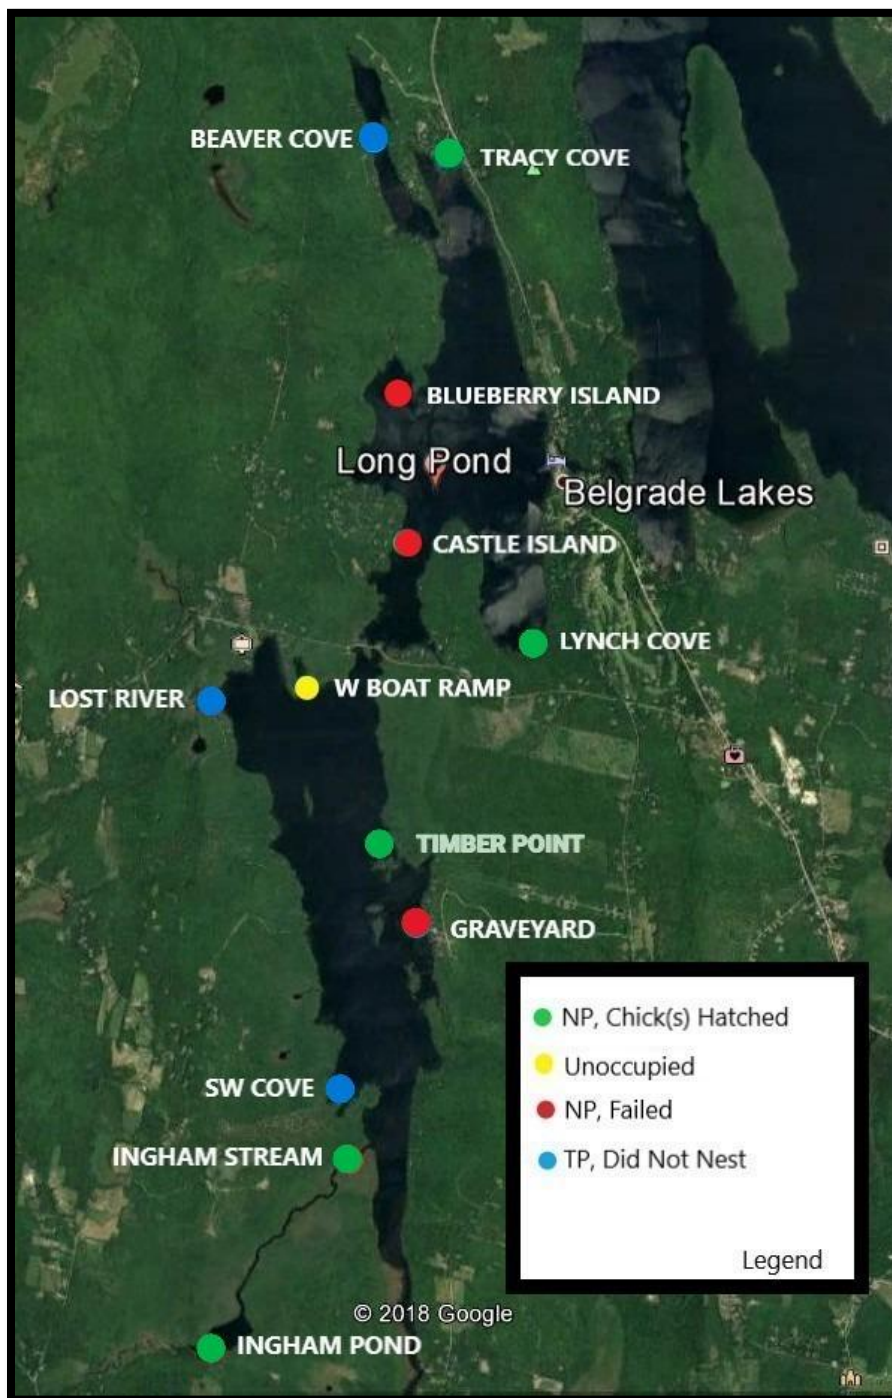 BEAVER COVE
TRACY COVE
BLUEBERRY ISLAND
Long Pond
Belgrade Lakes
CASTLE ISLAND
LYNCH COVE
W BOAT RAMP
LOST RIVER
TIMBER POINT
GRAVEYARD
NP, Chick(s) Hatched
Unoccupied
NP, Failed
TP, Did Not Nest
Legend
SW COVE
INGHAM STREAM
© 2018 Google
INGHAM POND